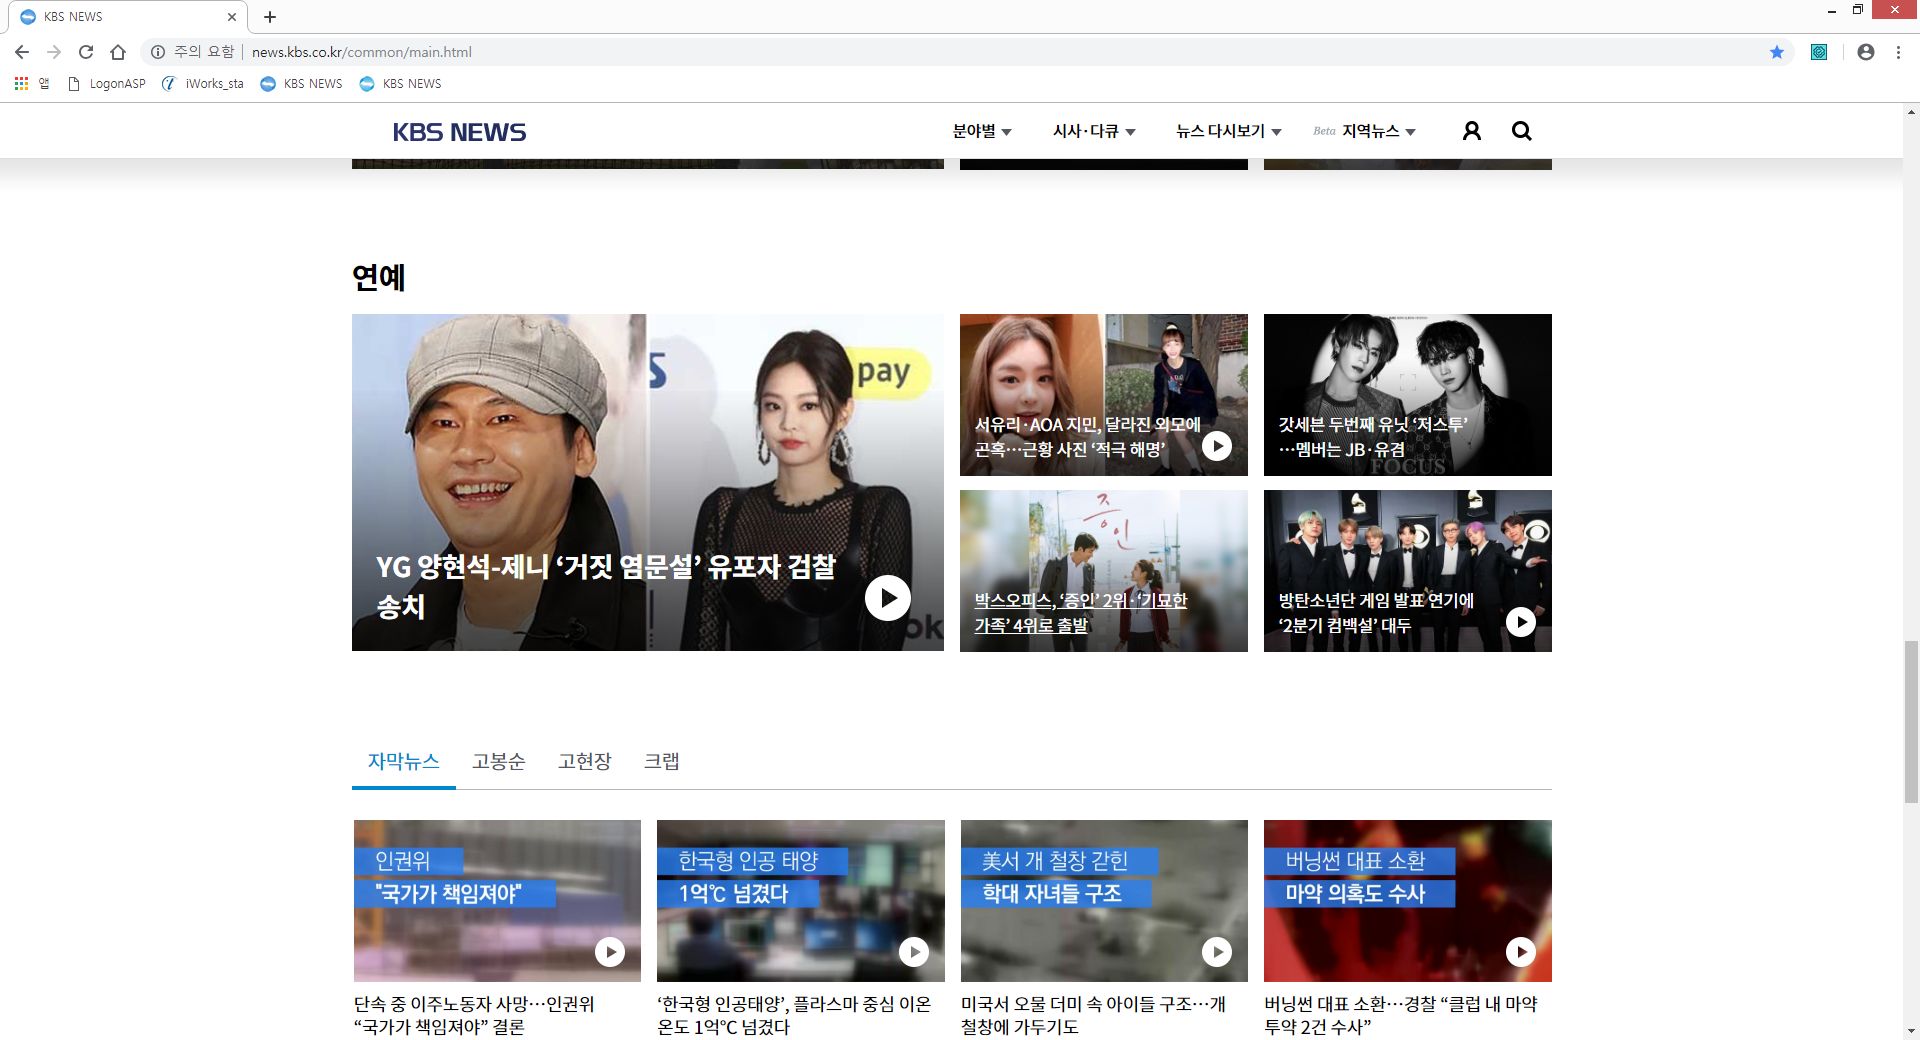 KBS NEWS
주의 요함
news.kbs.co.kr/common/main.html
앱 LogonASP iWorks_sta KBS NEWS KBS NEWS
KBS NEWS
분야별 시사·다큐 뉴스 다시보기 Beta 지역뉴스
연예
pay
YG 양현석-제니 ‘거짓 염문설’ 유포자 검찰
송치
ok
서유리·AOA 지민, 달라진 외모에
곤혹…근황 사진 ‘적극 해명’
갓세븐 두번째 유닛 ‘저스투’
…멤버는 JB·유겸
FOCUS
증인
박스오피스, ‘증인’ 2위·‘기묘한
가족’ 4위로 출발
방탄소년단 게임 발표 연기에
‘2분기 컴백설’ 대두
자막뉴스 고봉순 고현장 크랩
인권위
"국가가 책임져야"
한국형 인공 태양
1억℃ 넘겼다
美서 개 철창 갇힌
학대 자녀들 구조
버닝썬 대표 소환
마약 의혹도 수사
단속 중 이주노동자 사망…인권위
“국가가 책임져야” 결론
‘한국형 인공태양’, 플라스마 중심 이온
온도 1억℃ 넘겼다
미국서 오물 더미 속 아이들 구조…개
철창에 가두기도
버닝썬 대표 소환…경찰 “클럽 내 마약
투약 2건 수사”